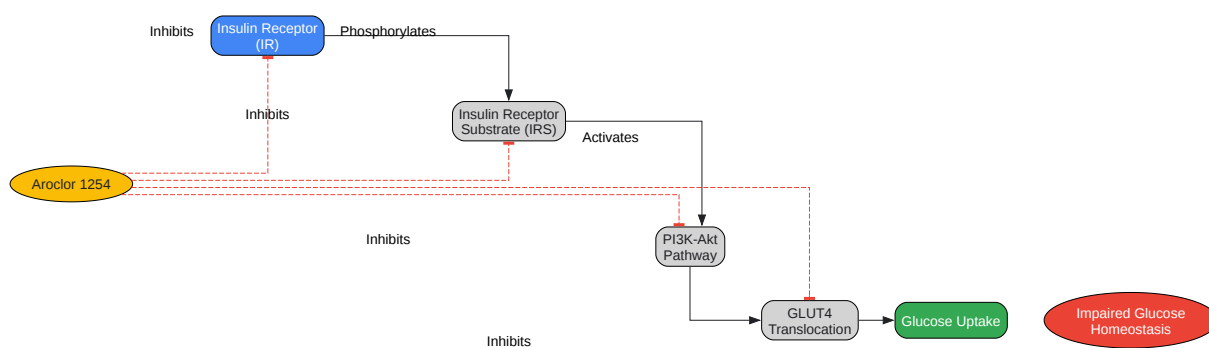 Inhibits
Insulin Receptor
(IR)
Phosphorylates
Inhibits
Insulin Receptor
Substrate (IRS)
Activates
Aroclor 1254
Inhibits
PI3K-Akt
Pathway
GLUT4
Translocation
Glucose Uptake
Impaired Glucose
Homeostasis
Inhibits